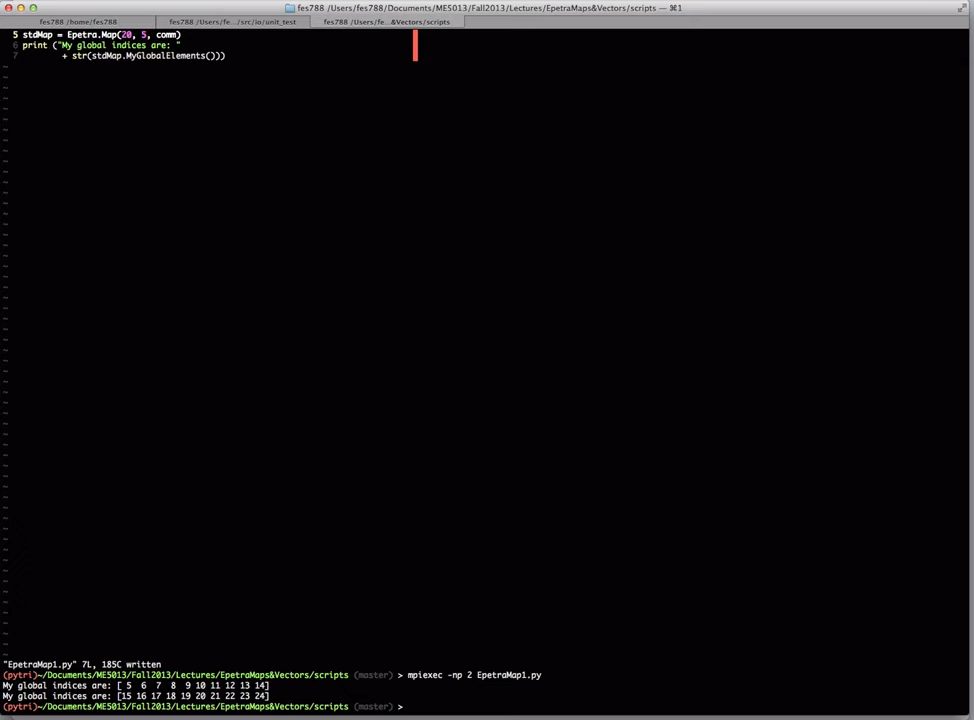 fes788 /Users/fes788/Documents/ME5013/Fall2013/Lectures/EpetraMaps&Vectors/scripts — ⌘1
fes788 /home/fes788
fes788 /Users/fe.../src/io/unit_test
fes788 /Users/fe...&Vectors/scripts
5 stdMap = Epetra.Map(20, 5, comm)
6 print ("My global indices are: "
7 + str(stdMap.MyGlobalElements()))
"EpetraMap1.py" 7L, 185C written
(pytri)~/Documents/ME5013/Fall2013/Lectures/EpetraMaps&Vectors/scripts (master) > mpiexec -np 2 EpetraMap1.py
My global indices are: [ 5 6 7 8 9 10 11 12 13 14]
My global indices are: [15 16 17 18 19 20 21 22 23 24]
(pytri)~/Documents/ME5013/Fall2013/Lectures/EpetraMaps&Vectors/scripts (master) >